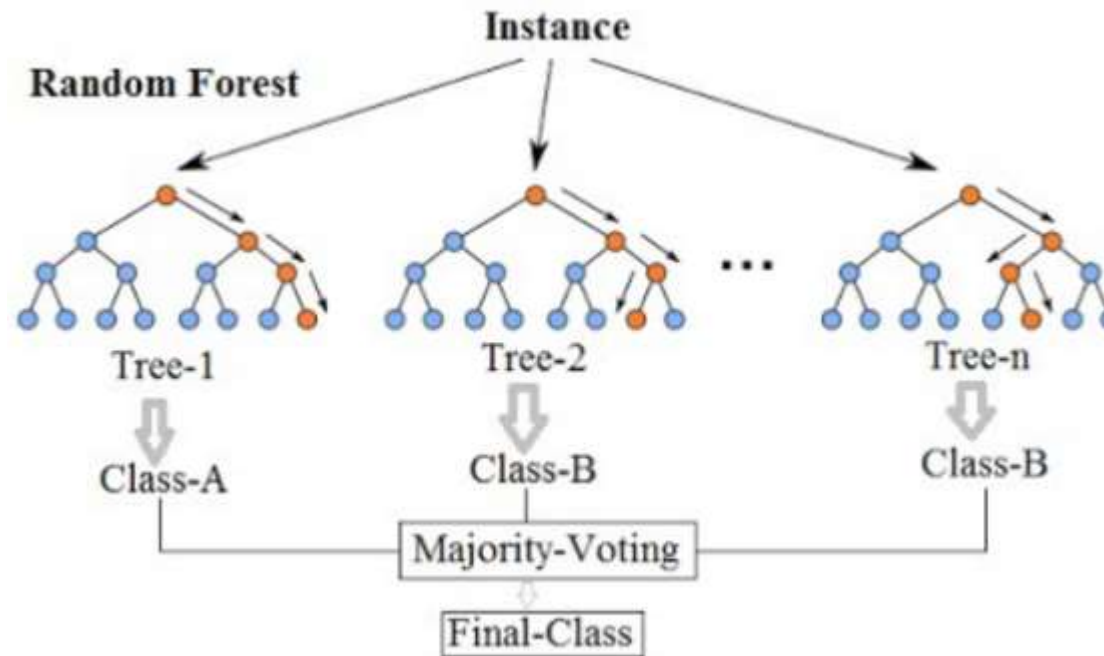 Instance
Random Forest
...
Tree-1
Tree-2
Tree-n
Class-A
Class-B
Class-B
Majority-Voting
Final-Class